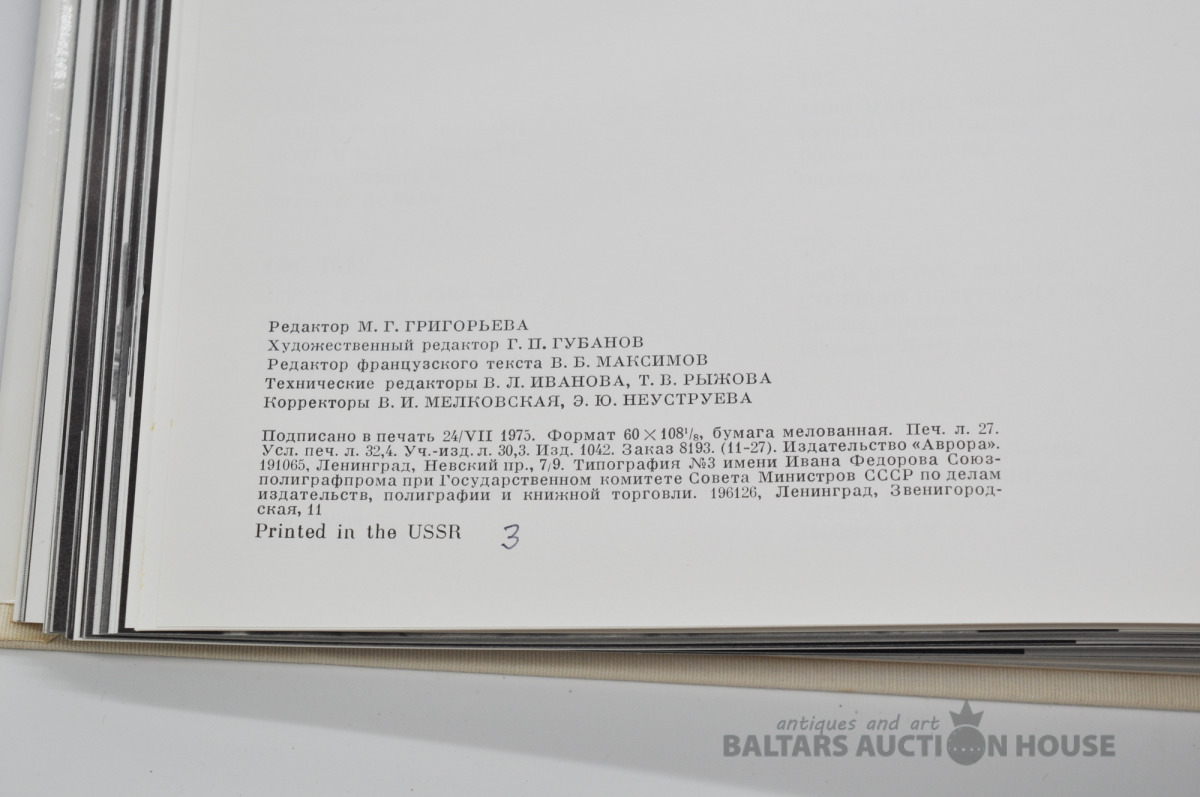 Редактор М. Г. ГРИГОРЬЕВА
Художественный редактор Г. П. ГУБАНОВ
Редактор французского текста В. Б. МАКСИМОВ
Технические редакторы В. Л. ИВАНОВА, Т. В. РЫЖОВА
Корректоры В. И. МЕЛКОВСКАЯ, Э. Ю. НЕУСТРУЕВА
Подписано в печать 24/VII 1975. Формат 60×108¹/₈, бумага мелованная. Печ. л. 27.
Усл. печ. л. 32,4. Уч.-изд. л. 30,3. Изд. 1042. Заказ 8193. (11-27). Издательство «Аврора».
191065, Ленинград, Невский пр., 7/9. Типография №3 имени Ивана Федорова Союз-
полиграфпрома при Государственном комитете Совета Министров СССР по делам
издательств, полиграфии и книжной торговли. 196126, Ленинград, Звенигород-
ская, 11
Printed in the USSR 3
antiques and art
BALTARS AUCTION HOUSE